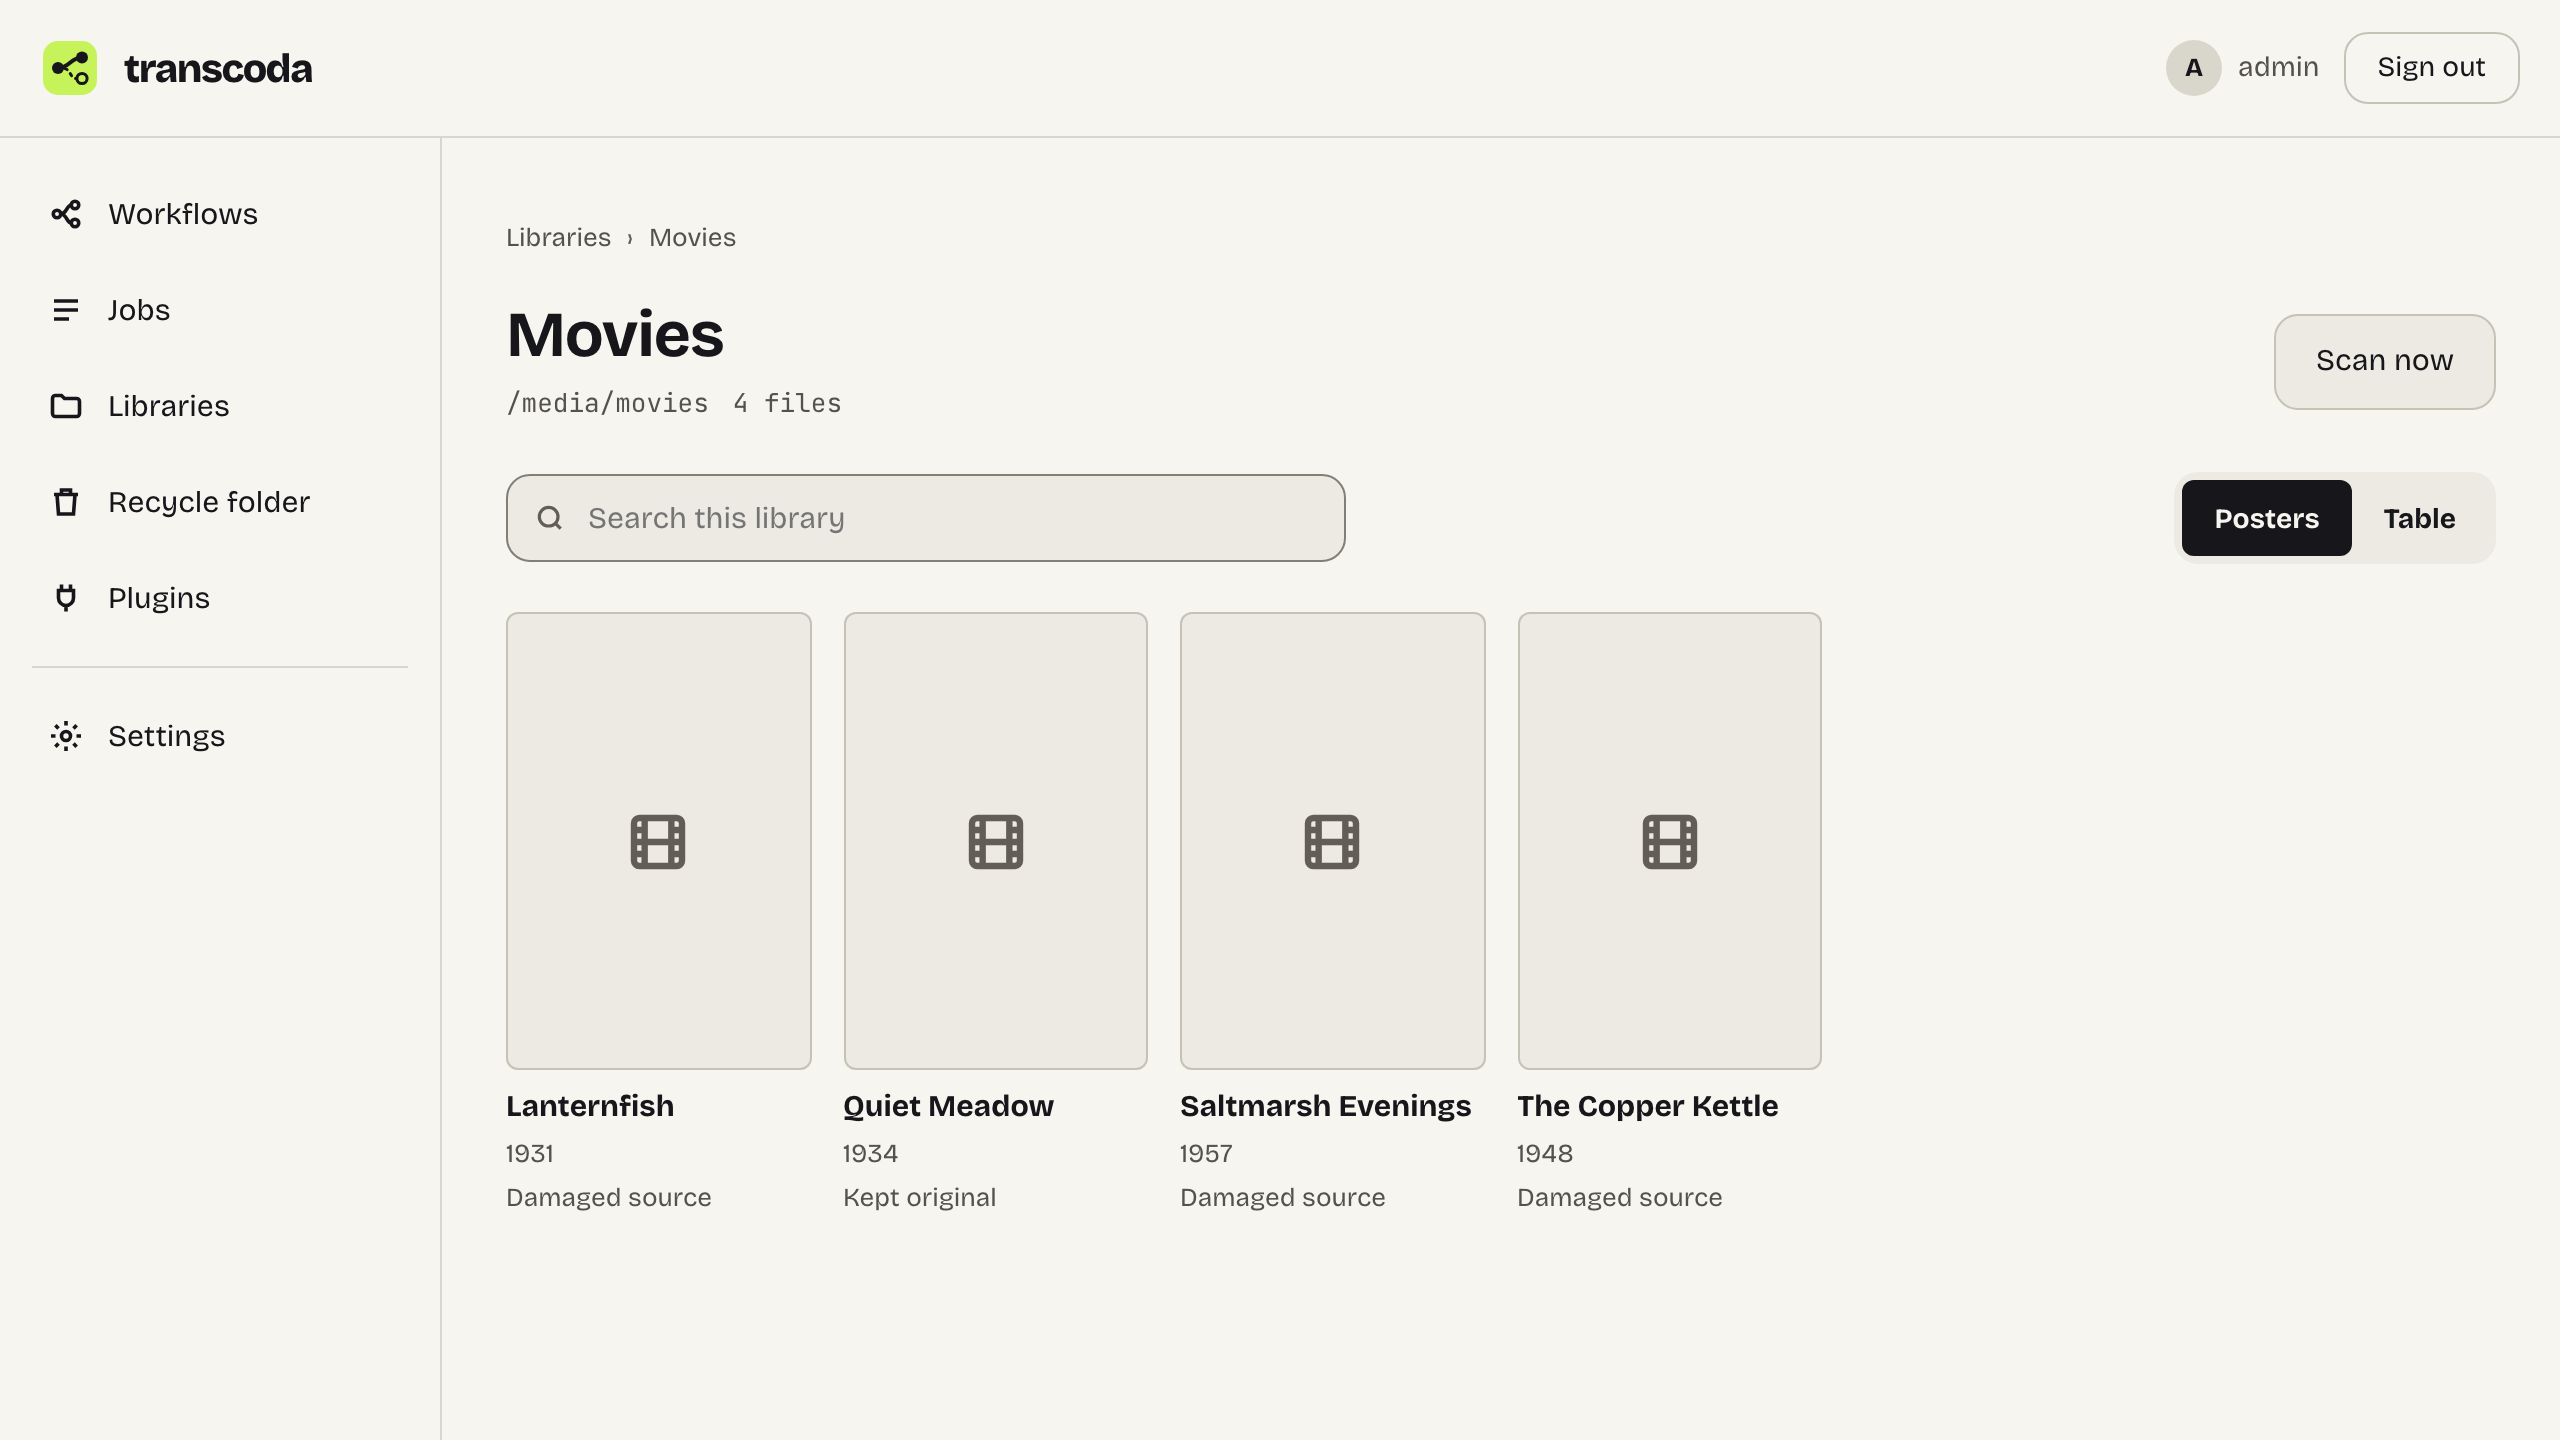 transcoda
A admin Sign out
Workflows
Jobs
Libraries
Recycle folder
Plugins
Settings
Libraries › Movies
Movies
/media/movies 4 files
Scan now
Search this library
Posters Table
Lanternfish
1931
Damaged source
Quiet Meadow
1934
Kept original
Saltmarsh Evenings
1957
Damaged source
The Copper Kettle
1948
Damaged source